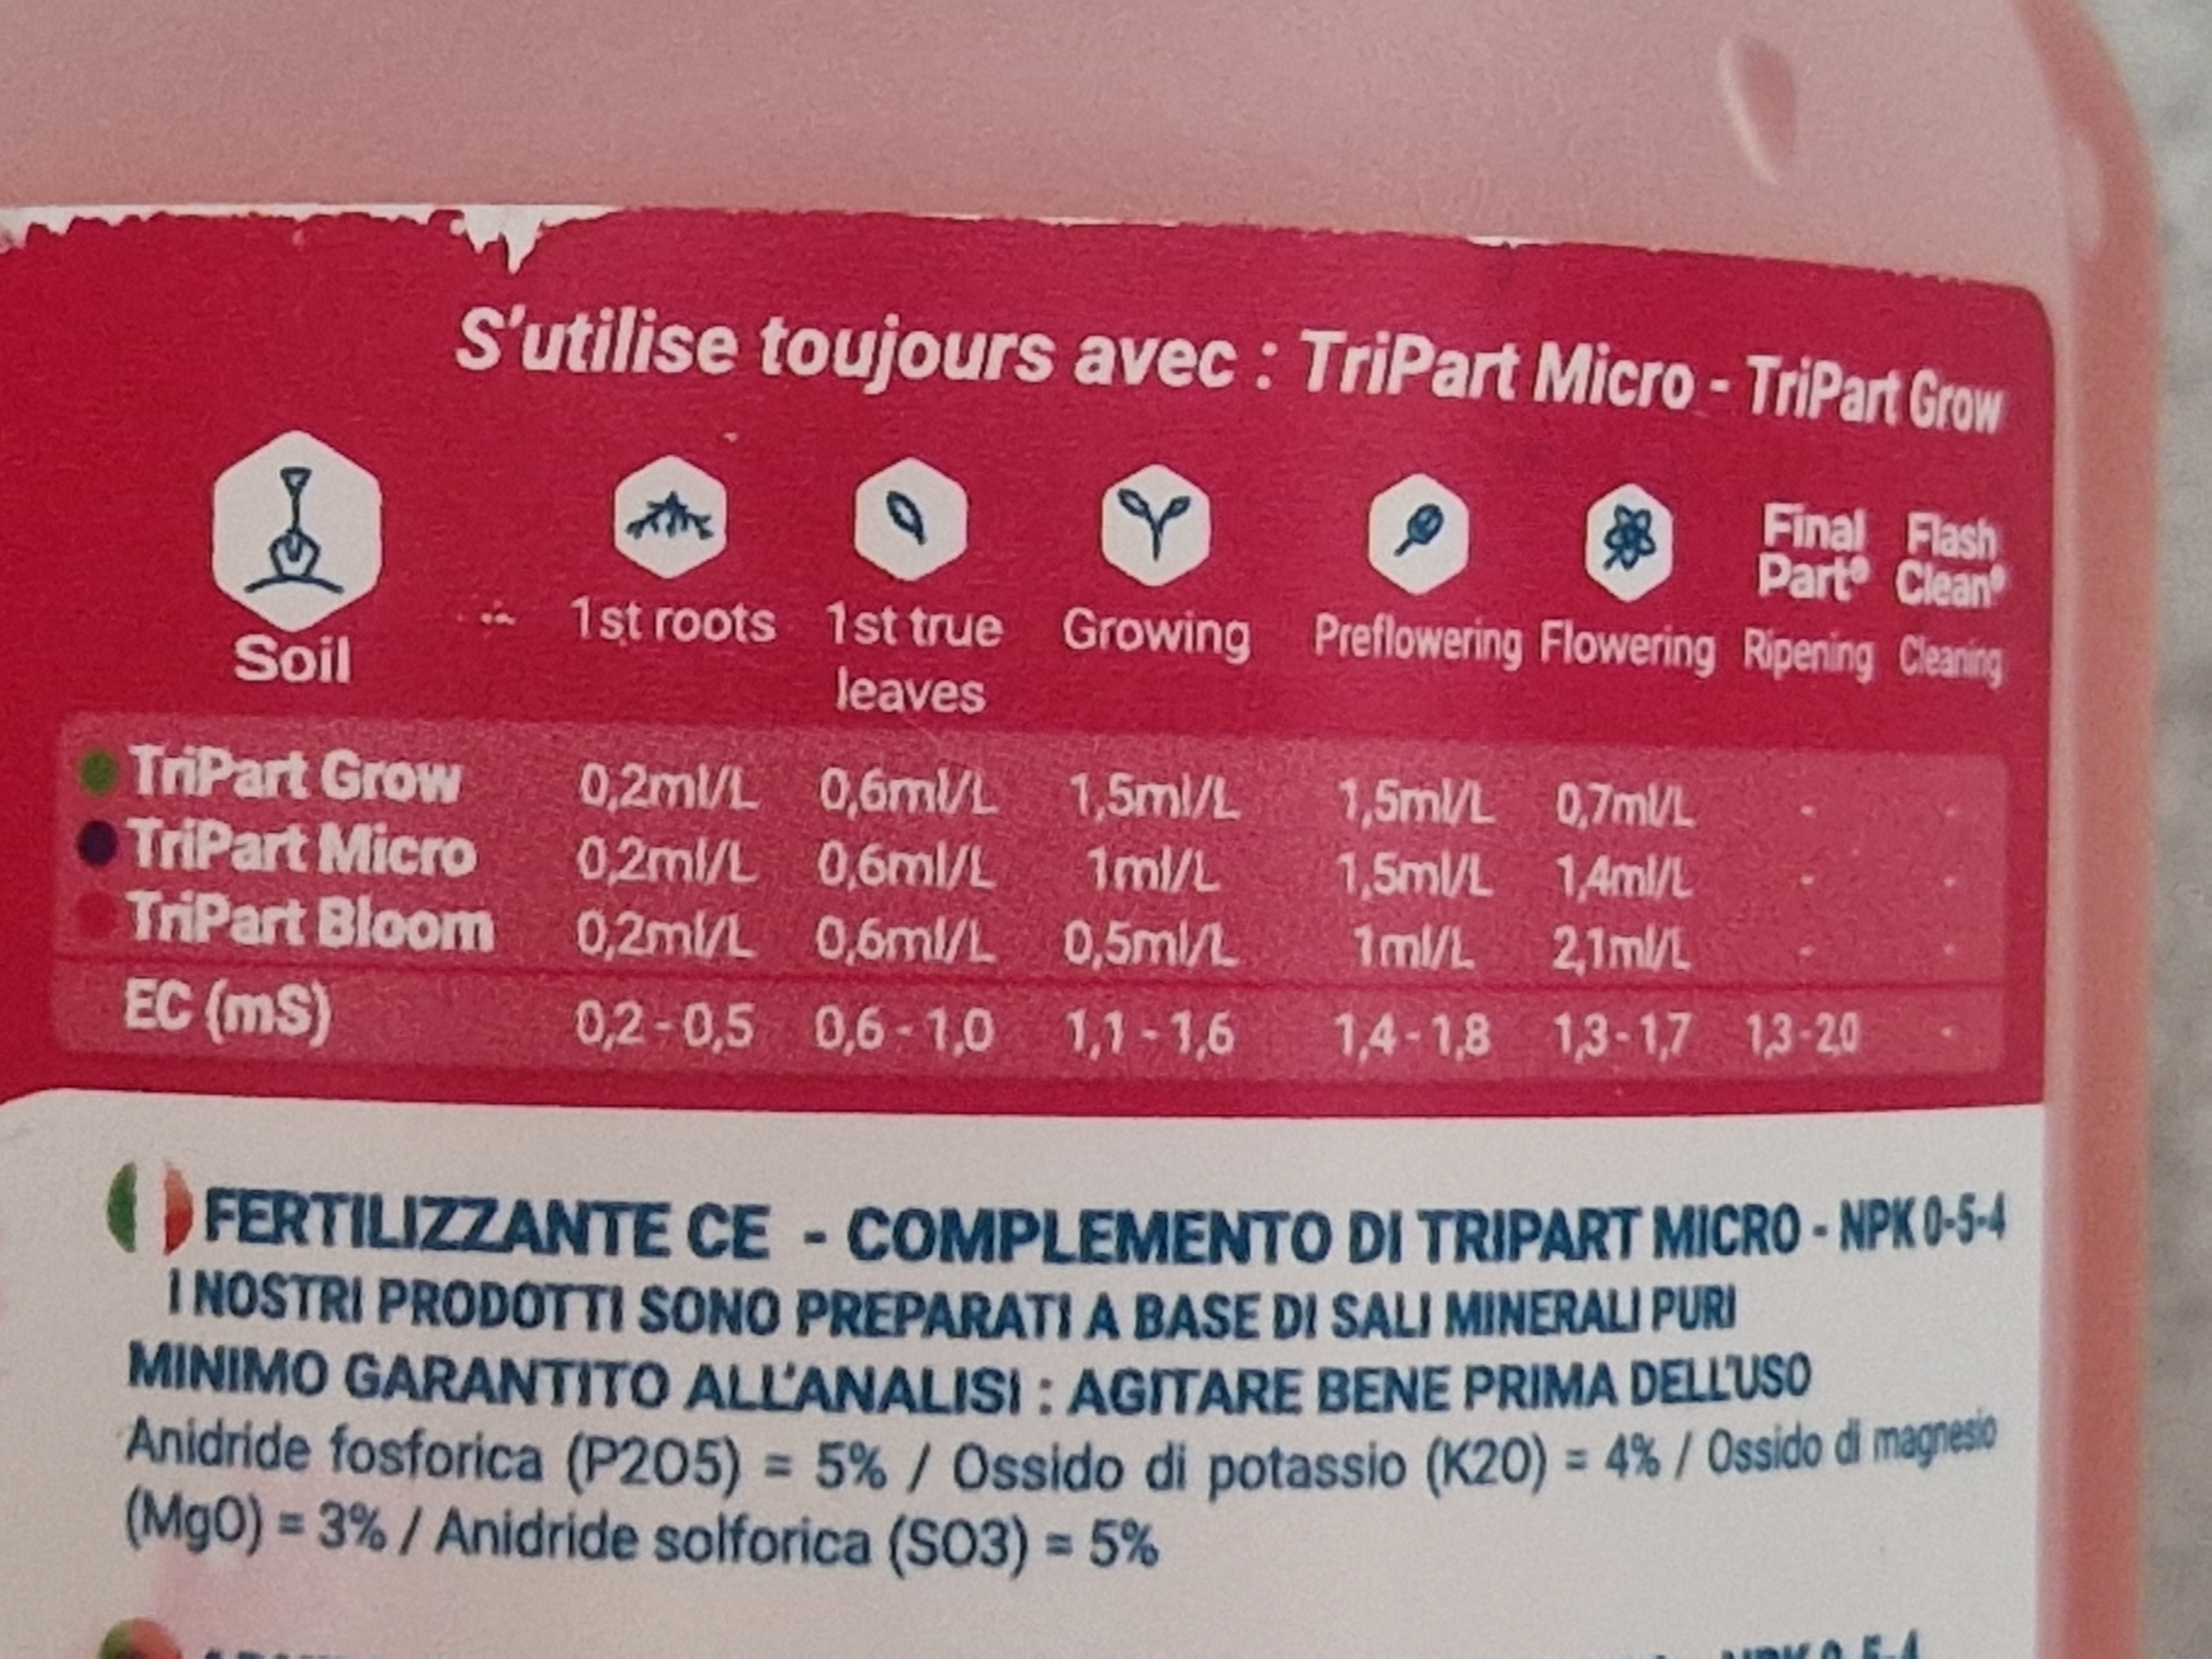 S'utilise toujours avec : TriPart Micro - TriPart Grow
Soil 1st roots 1st true leaves Growing Preflowering Flowering Final Part® Ripening Flash Clean® Cleaning
TriPart Grow 0,2ml/L 0,6ml/L 1,5ml/L 1,5ml/L 0,7ml/L - -
TriPart Micro 0,2ml/L 0,6ml/L 1ml/L 1,5ml/L 1,4ml/L - -
TriPart Bloom 0,2ml/L 0,6ml/L 0,5ml/L 1ml/L 2,1ml/L - -
EC (mS) 0,2 - 0,5 0,6 - 1,0 1,1 - 1,6 1,4 - 1,8 1,3 - 1,7 1,3 - 2,0 -
FERTILIZZANTE CE - COMPLEMENTO DI TRIPART MICRO - NPK 0-5-4
I NOSTRI PRODOTTI SONO PREPARATI A BASE DI SALI MINERALI PURI
MINIMO GARANTITO ALL'ANALISI : AGITARE BENE PRIMA DELL'USO
Anidride fosforica (P2O5) = 5% / Ossido di potassio (K2O) = 4% / Ossido di magnesio
(MgO) = 3% / Anidride solforica (SO3) = 5%
NPK 0-5-4